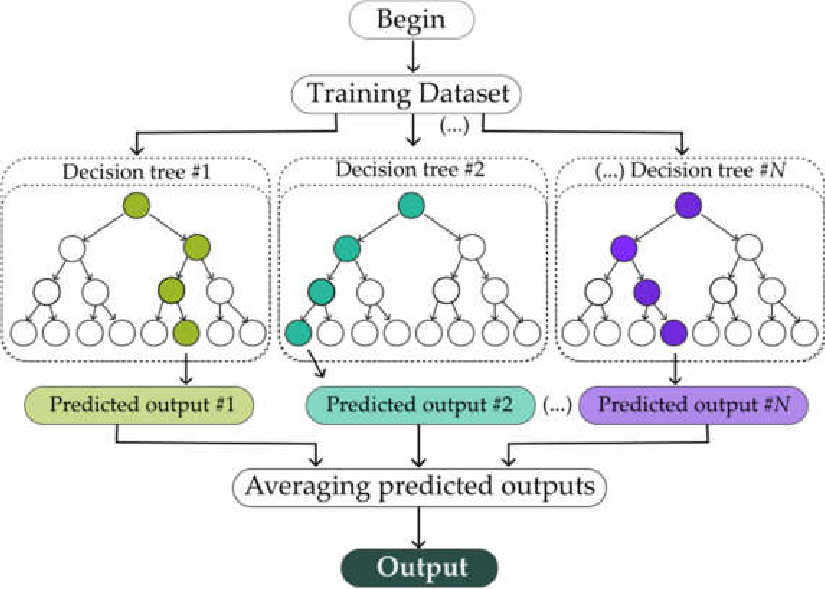 Begin
Training Dataset
(...)
Decision tree #1
Decision tree #2
(...) Decision tree #N
Predicted output #1
Predicted output #2
(...)
Predicted output #N
Averaging predicted outputs
Output